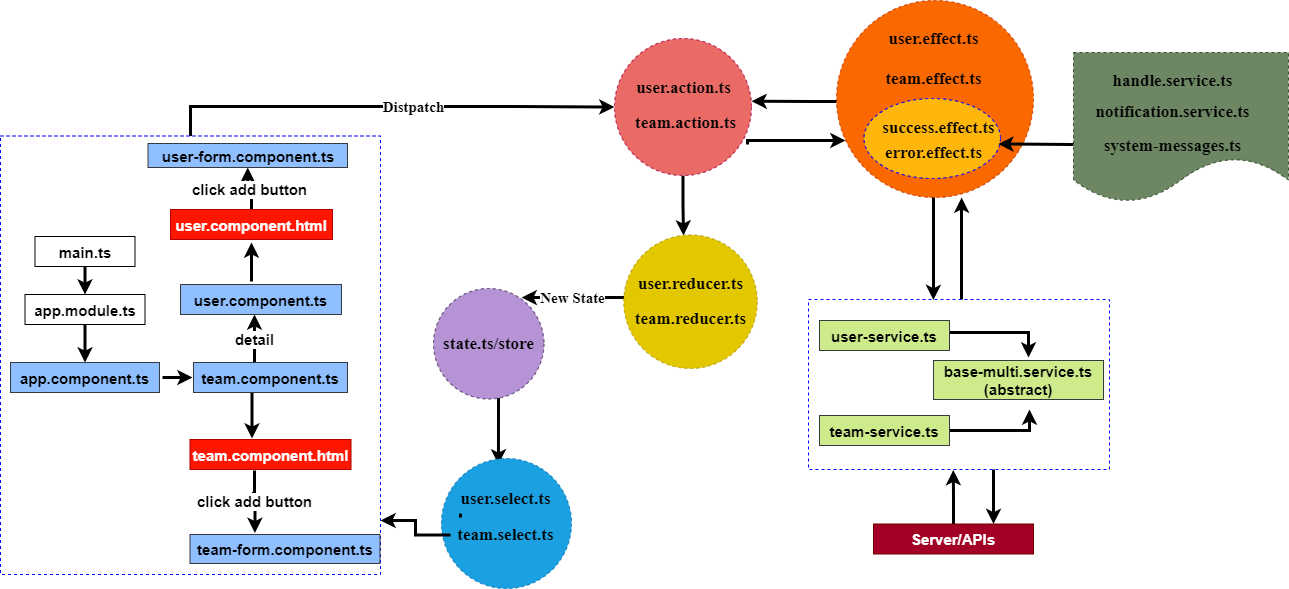 user.effect.ts
team.effect.ts
success.effect.ts
error.effect.ts
user.action.ts
team.action.ts
handle.service.ts
notification.service.ts
system-messages.ts
Distpatch
user-form.component.ts
click add button
user.component.html
main.ts
app.module.ts
user.component.ts
detail
app.component.ts
team.component.ts
team.component.html
click add button
team-form.component.ts
user.reducer.ts
team.reducer.ts
New State
state.ts/store
user.select.ts
team.select.ts
user-service.ts
base-multi.service.ts
(abstract)
team-service.ts
Server/APIs